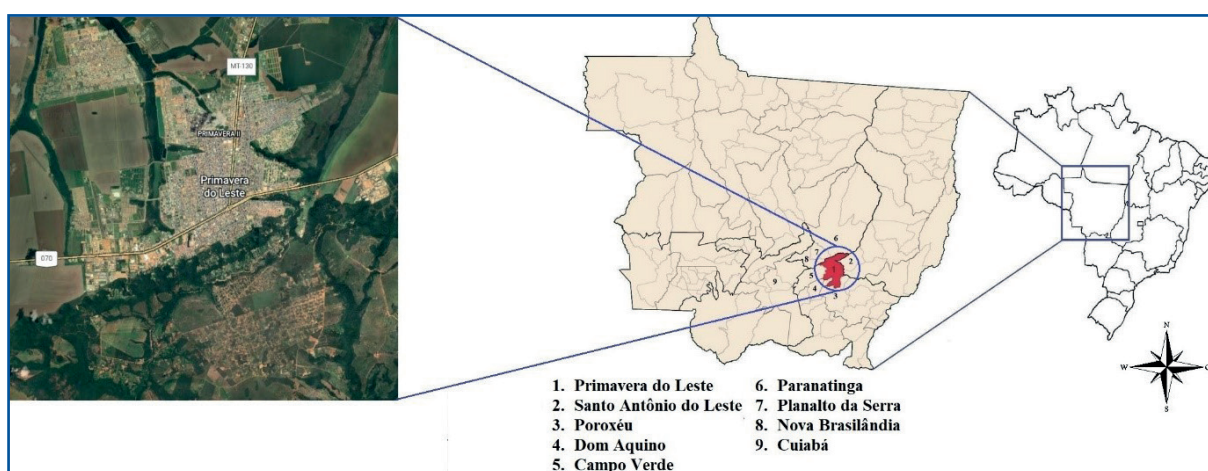 MT-130
PRIMAVERA II
Primavera
do Leste
070
6
7
8
2
1
5
9
4
3
N
W
S
1. Primavera do Leste
2. Santo Antônio do Leste
3. Poroxéu
4. Dom Aquino
5. Campo Verde
6. Paranatinga
7. Planalto da Serra
8. Nova Brasilândia
9. Cuiabá